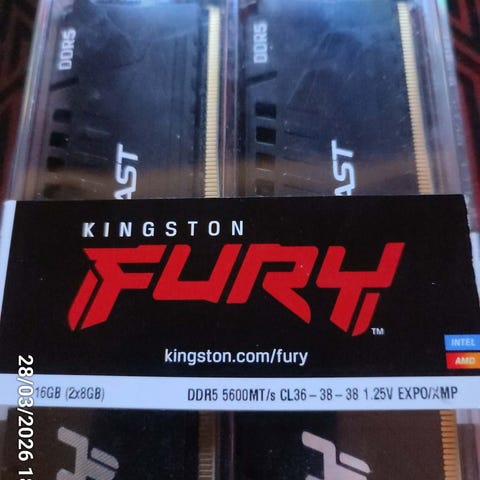 DDR5
DDR5
AST
AST
KINGSTON
FURY
TM
kingston.com/fury
INTEL
AMD
16GB (2x8GB)
DDR5 5600MT/s CL36 – 38 – 38 1.25V EXPO/XMP
28/03/2026